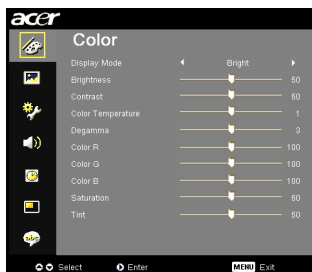 acer
Color
Display Mode Bright
Brightness 50
Contrast 50
Color Temperature 1
Degamma 3
Color R 100
Color G 100
Color B 100
Saturation 50
Tint 50
abc
Select Enter MENU Exit